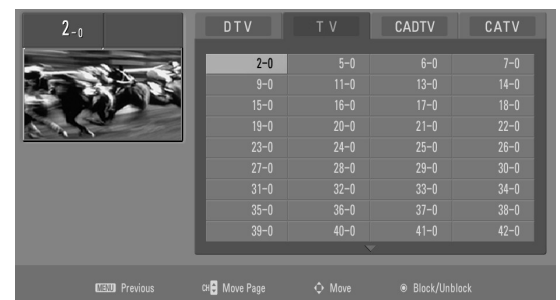 2-0
DTV TV CADTV CATV
2-0 5-0 6-0 7-0
9-0 11-0 13-0 14-0
15-0 16-0 17-0 18-0
19-0 20-0 21-0 22-0
23-0 24-0 25-0 26-0
27-0 28-0 29-0 30-0
31-0 32-0 33-0 34-0
35-0 36-0 37-0 38-0
39-0 40-0 41-0 42-0
MENU Previous CH Move Page Move Block/Unblock